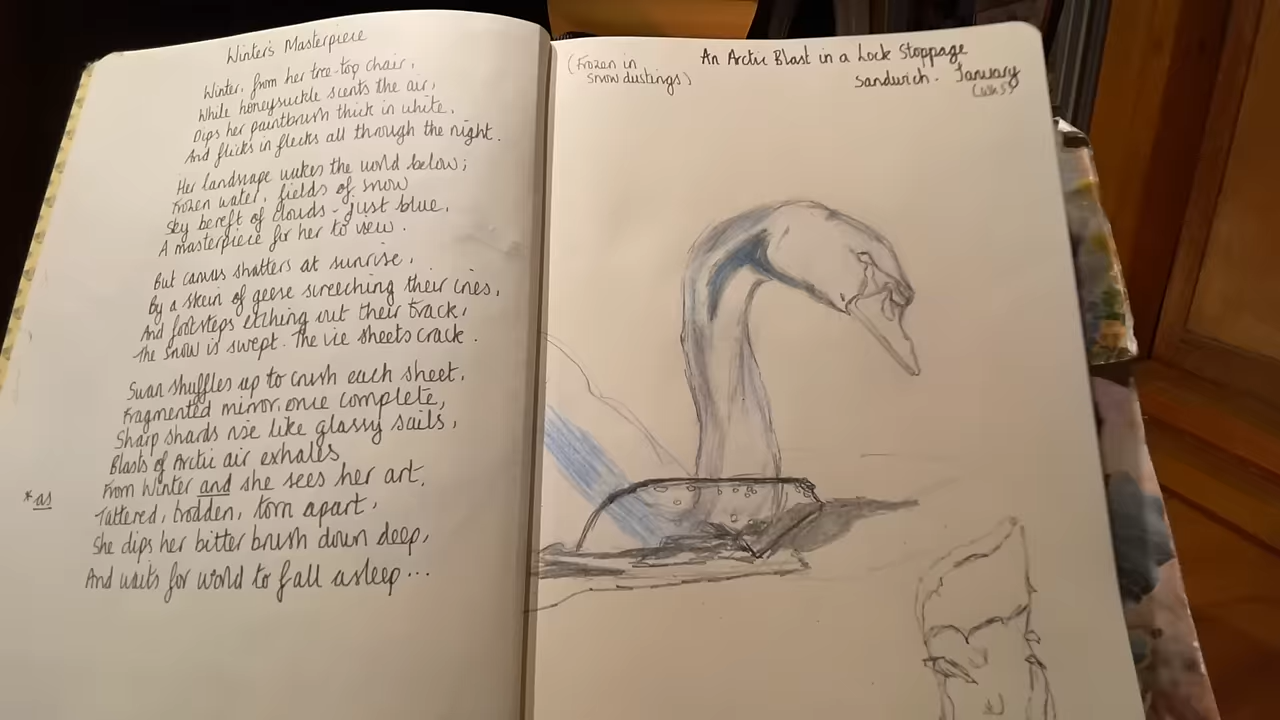 Winter's Masterpiece
Winter, from her tree-top chair,
While honeysuckle scents the air,
Dips her paintbrush thick in white,
And flicks in flecks all through the night.
Her landscape wakes the world below;
Frozen water, fields of snow
Sky bereft of clouds - just blue,
A masterpiece for her to view.
But canvas shatters at sunrise,
By a skein of geese screeching their cries,
And footsteps etching out their track,
The snow is swept. The ice sheets crack.
Swan shuffles up to crush each sheet,
Fragmented mirror, once complete,
Sharp shards rise like glassy sails,
Blasts of Arctic air exhales
From Winter and she sees her art,
*as
Tattered, trodden, torn apart,
She dips her bitter brush down deep,
And waits for world to fall asleep...
(Frozen in
snow dustings)
An Arctic Blast in a Lock Stoppage
Sandwich. January